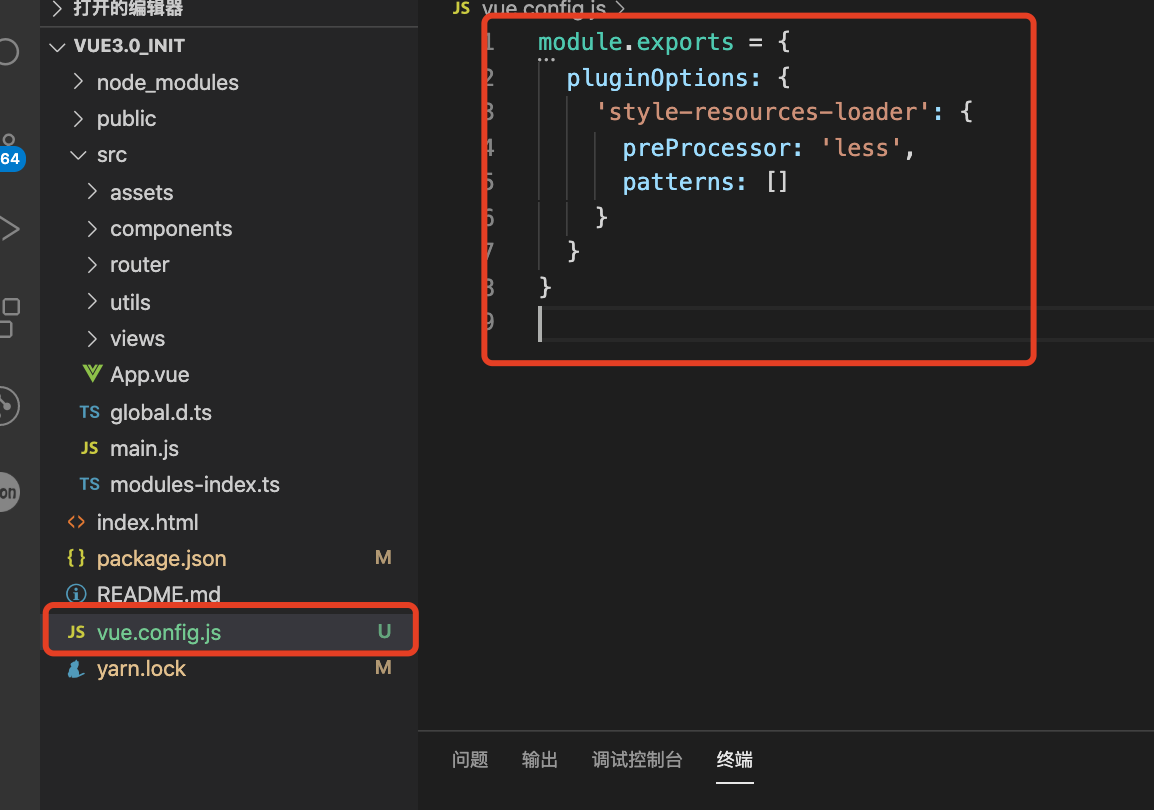 打开的编辑器
VUE3.0_INIT
node_modules
public
src
assets
components
router
utils
views
App.vue
TS global.d.ts
JS main.js
TS modules-index.ts
<> index.html
{} package.json M
README.md
JS vue.config.js U
yarn.lock M
64
on
JS vue.config.js >
1 module.exports = {
2 pluginOptions: {
3 'style-resources-loader': {
4 preProcessor: 'less',
5 patterns: []
6 }
7 }
8 }
9
问题 输出 调试控制台 终端